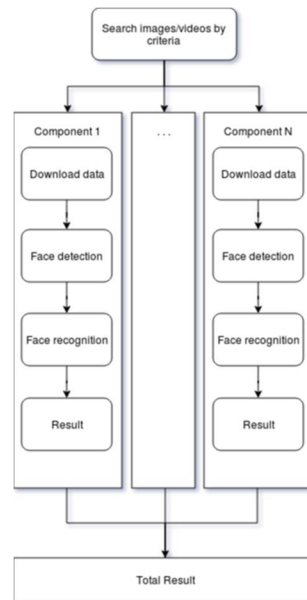 Search images/videos by
criteria
Component 1
Download data
Face detection
Face recognition
Result
. . .
Component N
Download data
Face detection
Face recognition
Result
Total Result